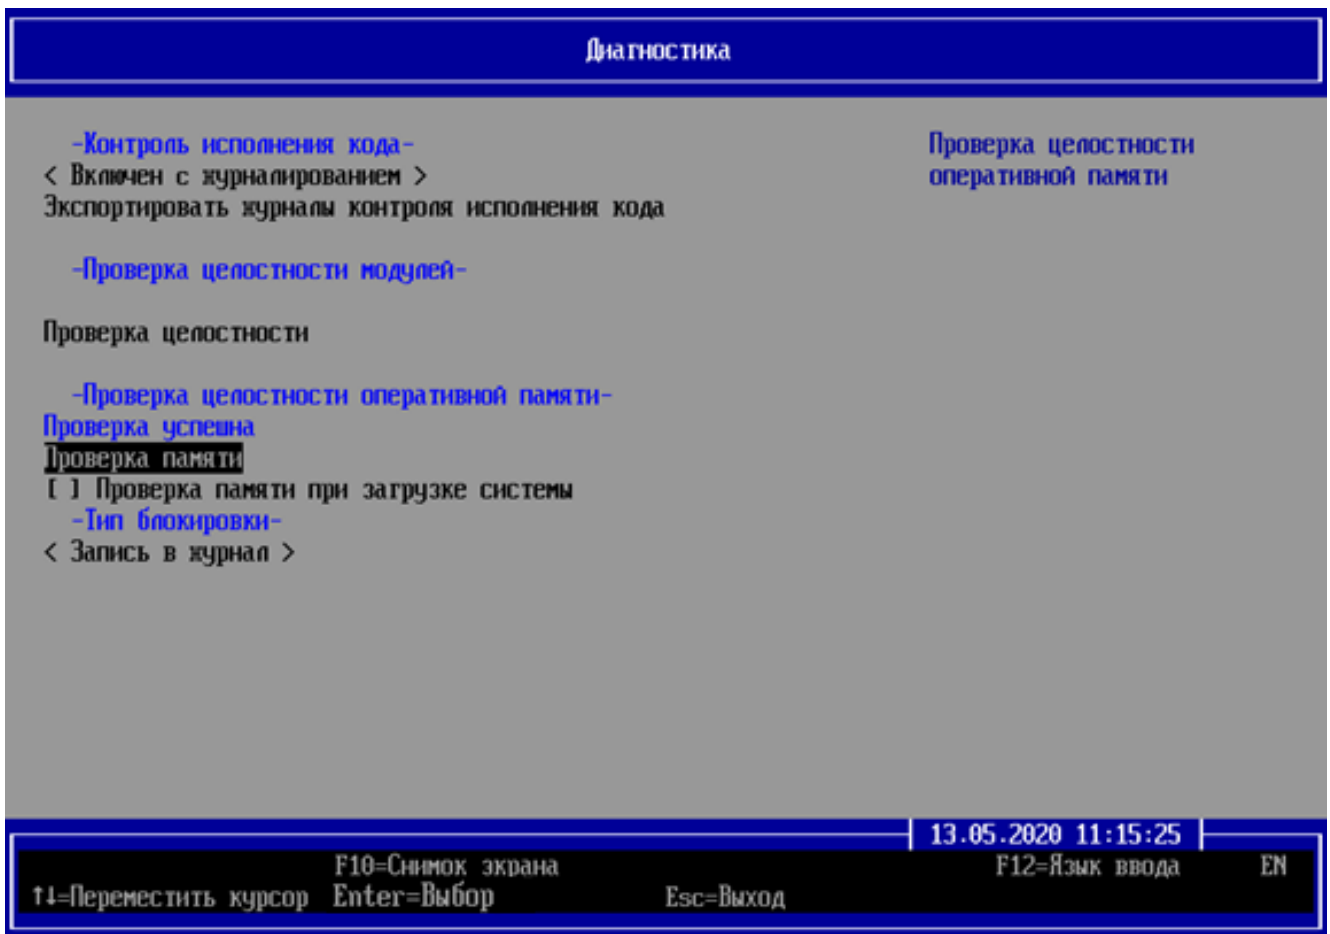 Диагностика
-Контроль исполнения кода-
< Включен с журналированием >
Экспортировать журналы контроля исполнения кода
-Проверка целостности модулей-
Проверка целостности
-Проверка целостности оперативной памяти-
Проверка успешна
Проверка памяти
[ ] Проверка памяти при загрузке системы
-Тип блокировки-
< Запись в журнал >
Проверка целостности
оперативной памяти
13.05.2020 11:15:25
F10=Снимок экрана F12=Язык ввода EN
↑↓=Переместить курсор Enter=Выбор Esc=Выход